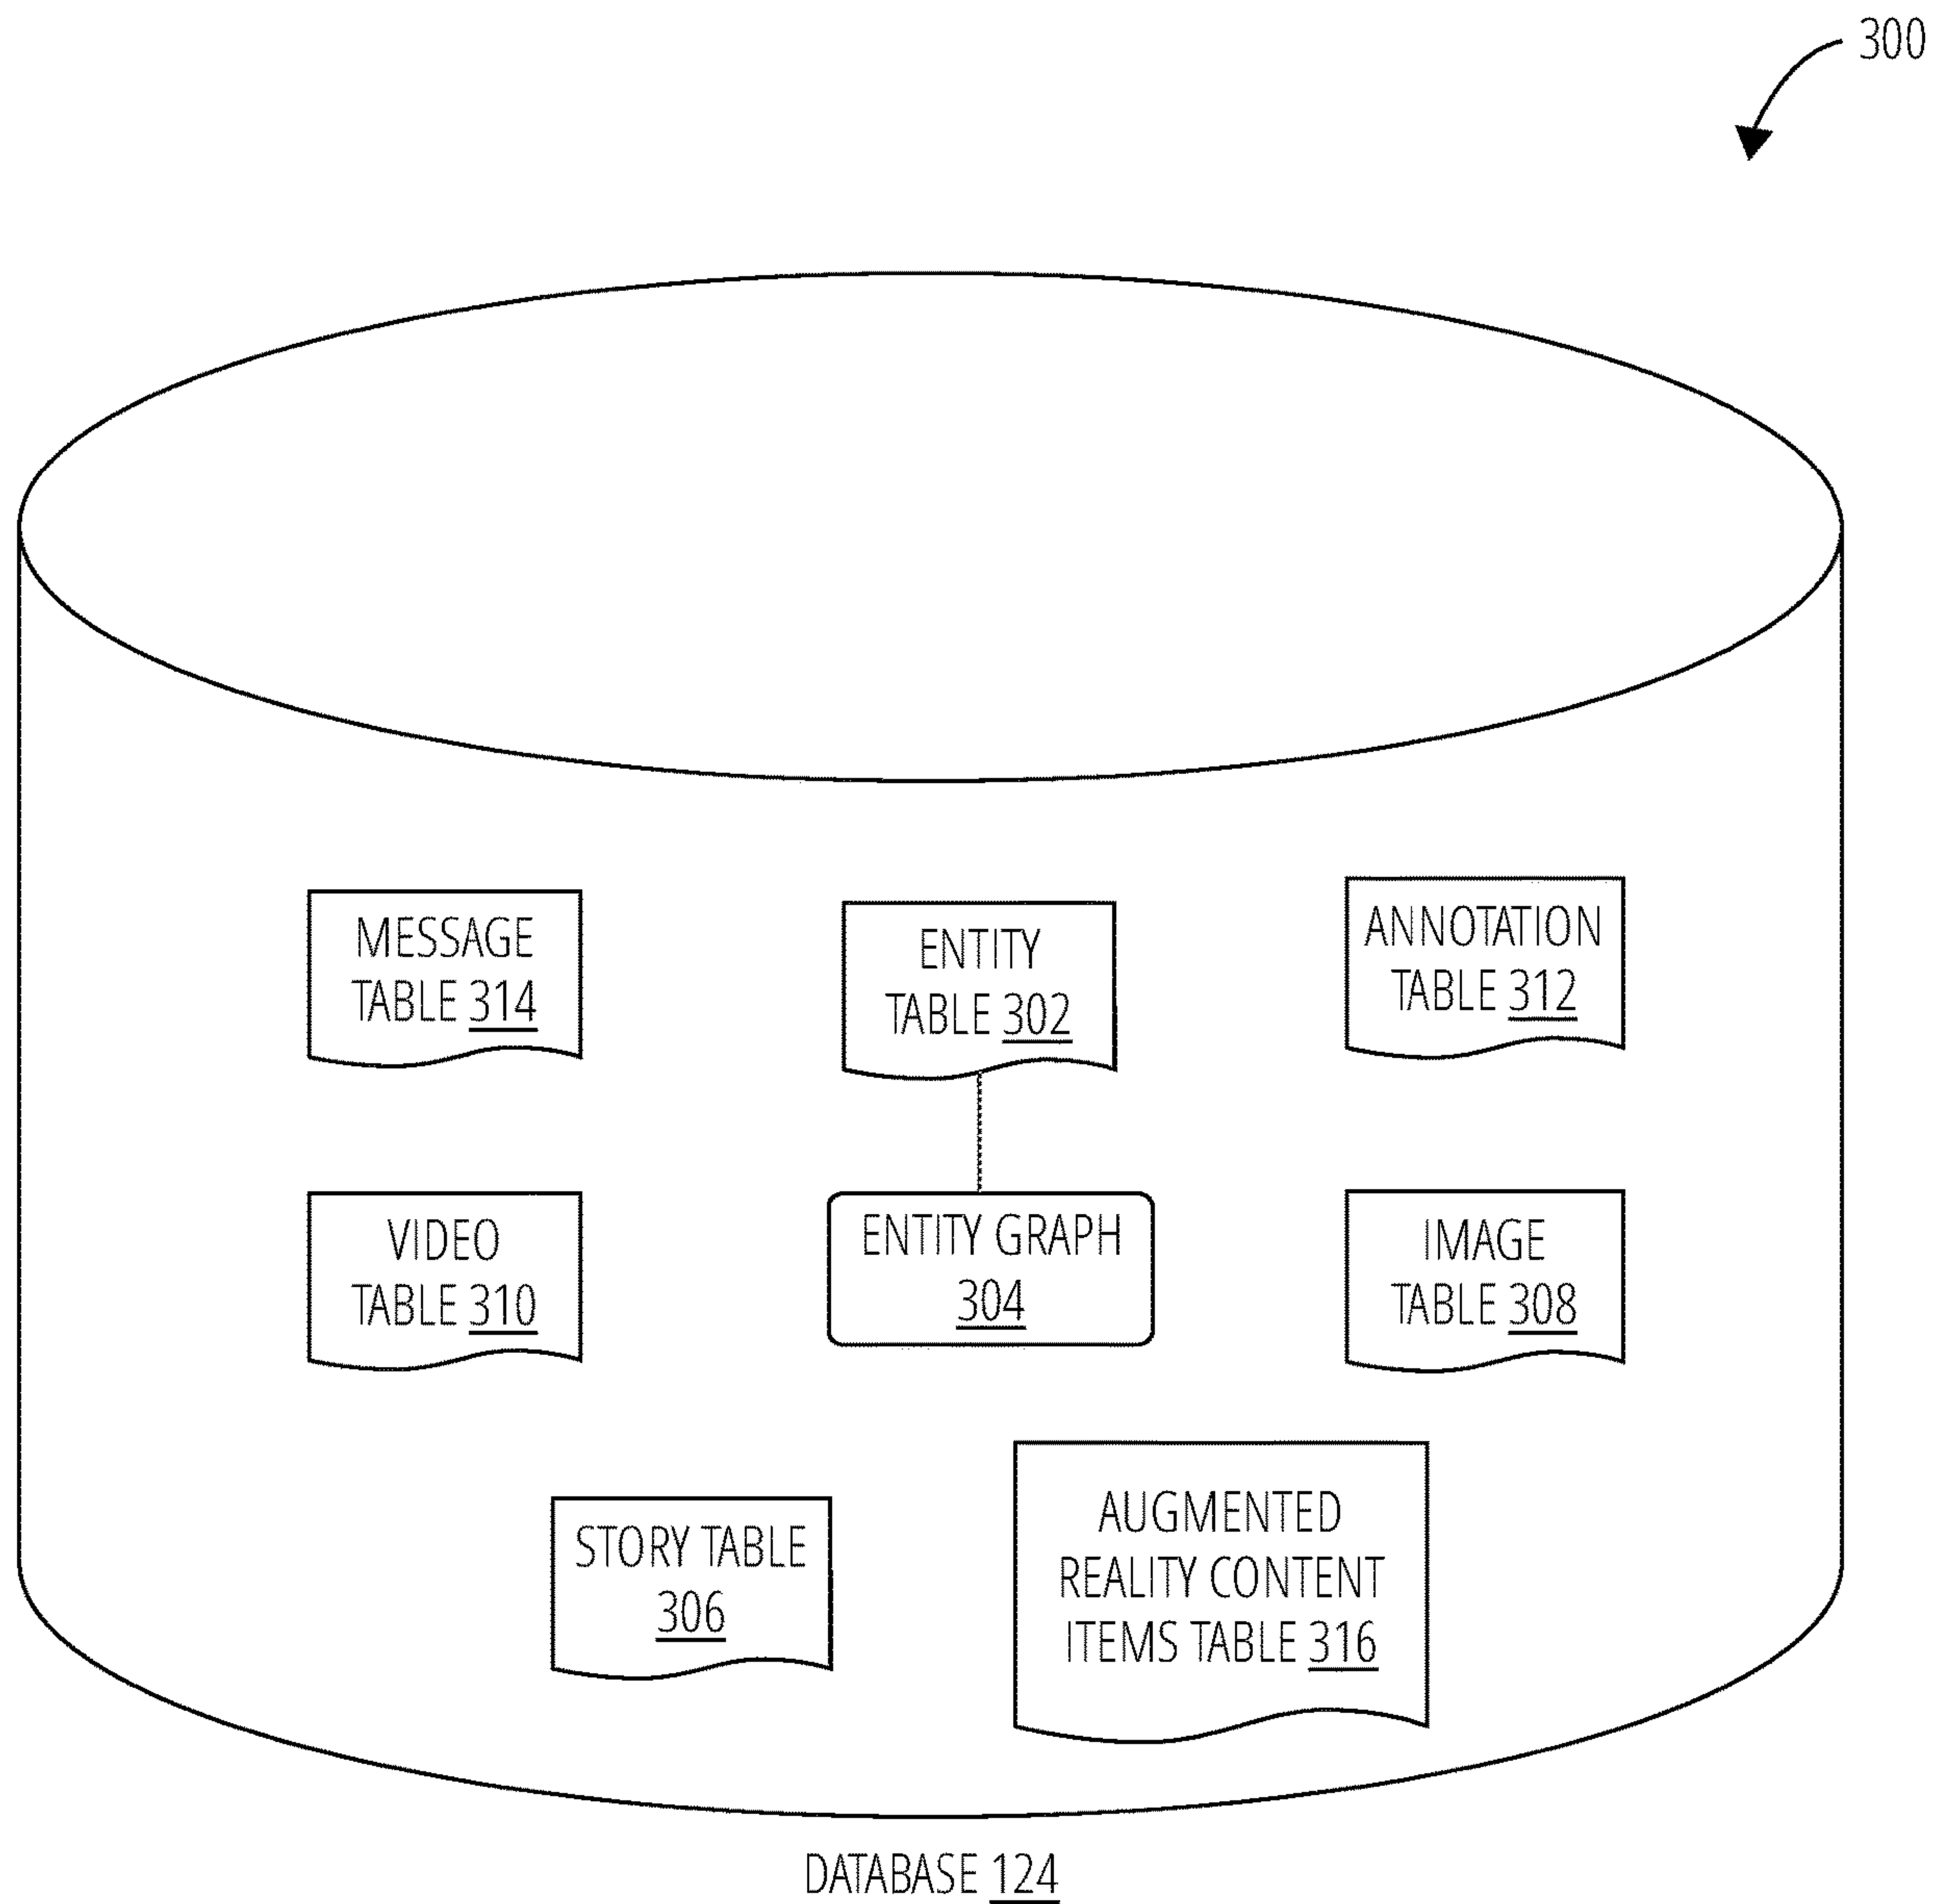 300
MESSAGE
TABLE 314
ENTITY
TABLE 302
ANNOTATION
TABLE 312
VIDEO
TABLE 310
ENTITY GRAPH
304
IMAGE
TABLE 308
STORY TABLE
306
AUGMENTED
REALITY CONTENT
ITEMS TABLE 316
DATABASE 124